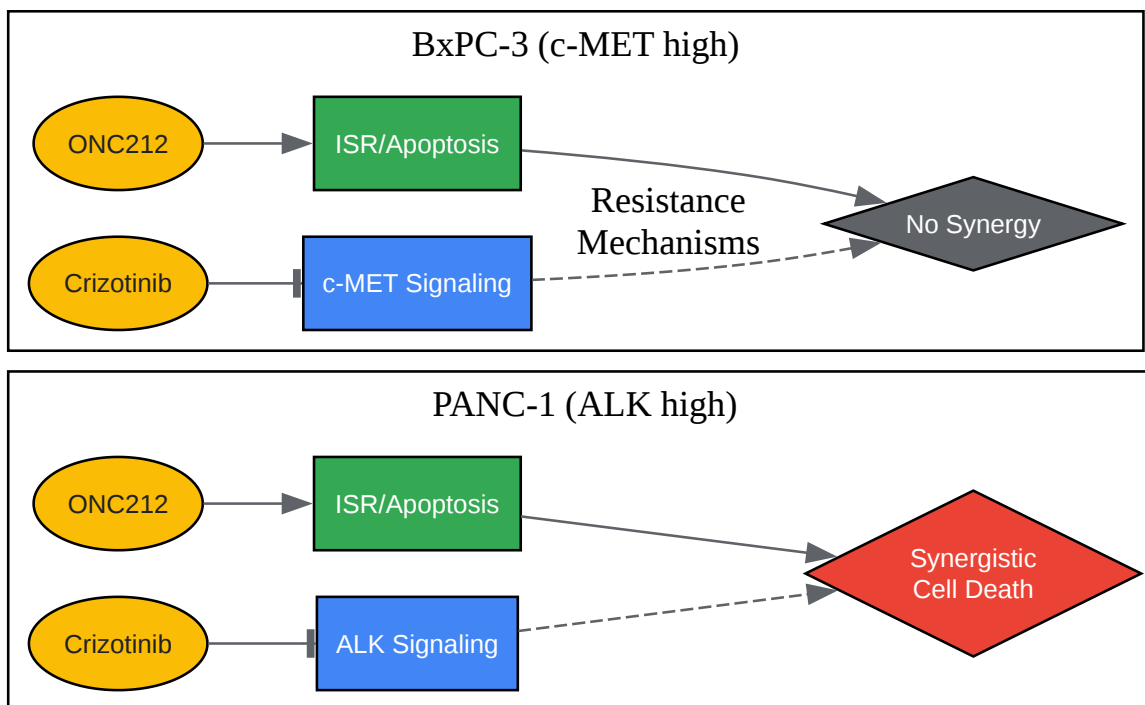 BxPC-3 (c-MET high)
ONC212
ISR/Apoptosis
Resistance
Mechanisms
No Synergy
Crizotinib
c-MET Signaling
PANC-1 (ALK high)
ONC212
ISR/Apoptosis
Synergistic
Cell Death
Crizotinib
ALK Signaling